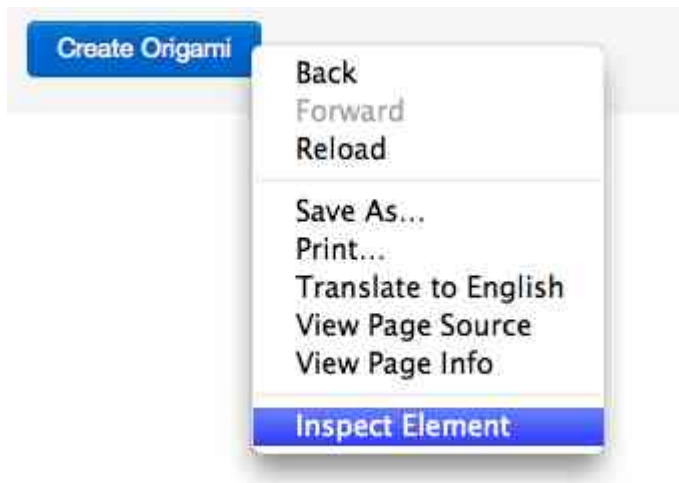 Create Origami
Back
Forward
Reload
Save As...
Print...
Translate to English
View Page Source
View Page Info
Inspect Element